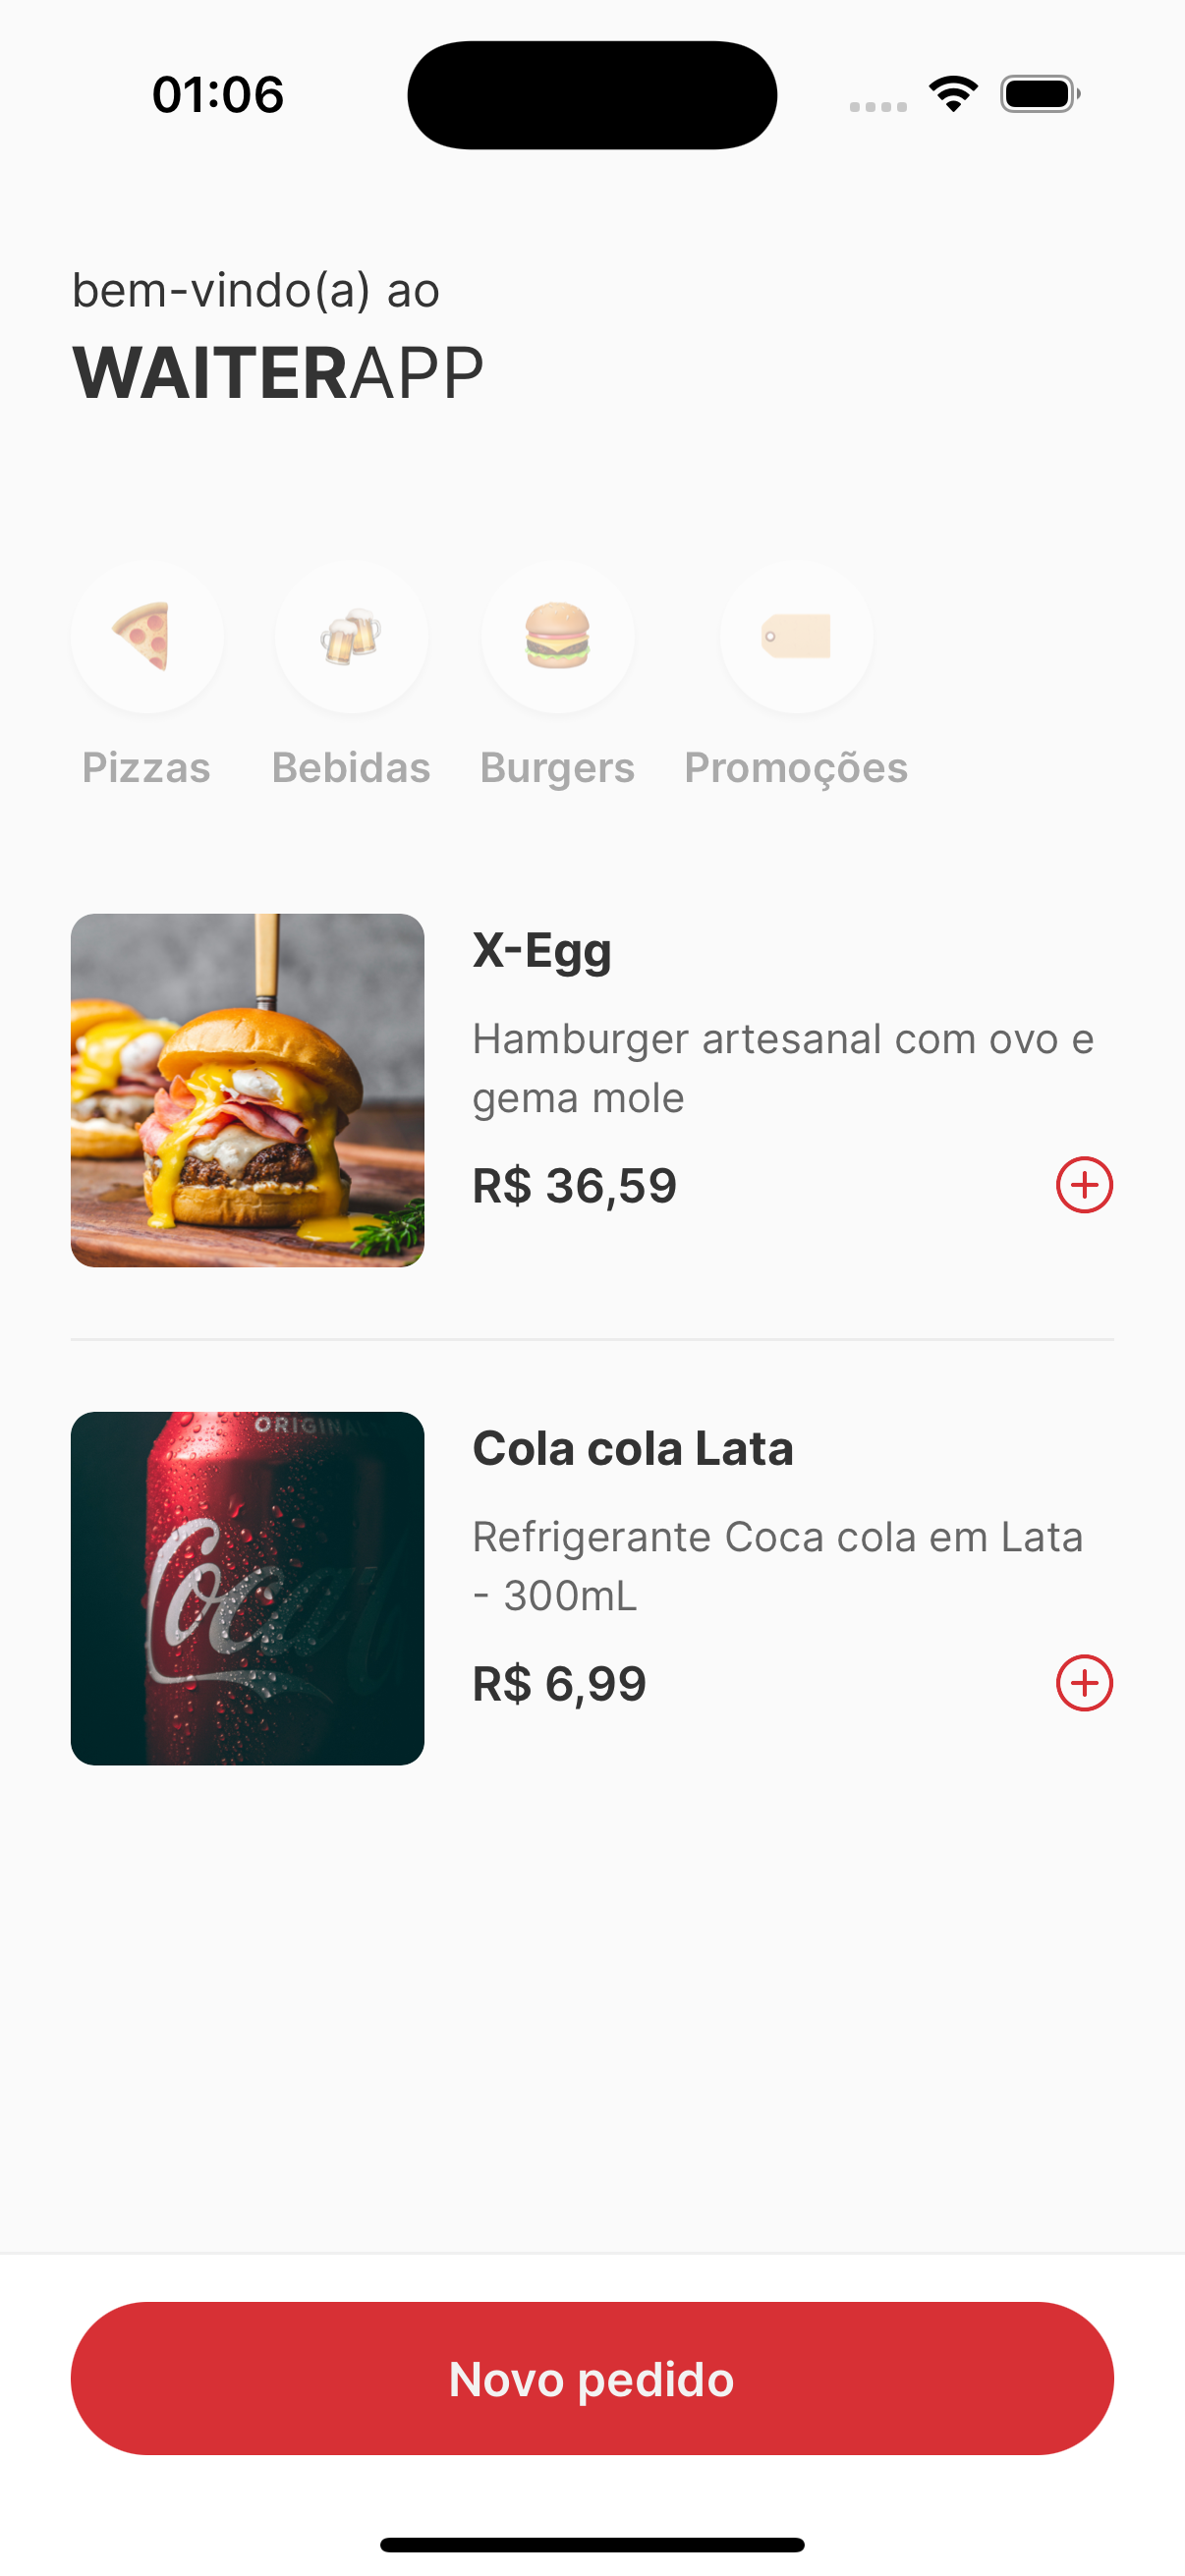 01:06
bem-vindo(a) ao
WAITERAPP
Pizzas
Bebidas
Burgers
Promoções
X-Egg
Hamburger artesanal com ovo e
gema mole
R$ 36,59
ORIGINAL
Cola cola Lata
Refrigerante Coca cola em Lata
- 300mL
R$ 6,99
Novo pedido